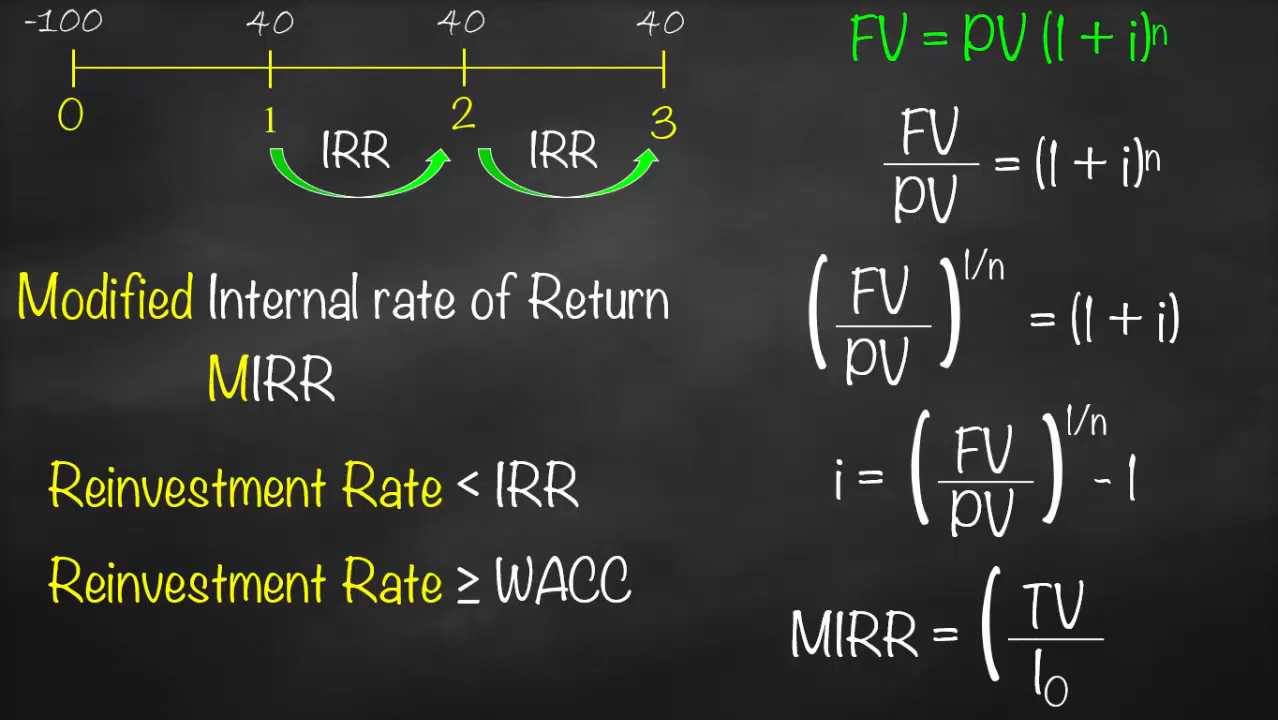 -100 40 40 40
0 1 2 3
IRR IRR
Modified Internal rate of Return
MIRR
Reinvestment Rate < IRR
Reinvestment Rate ≥ WACC
FV = PV (1 + i)ⁿ
FV
PV
= (1 + i)ⁿ
(FV
PV)
1/n
= (1 + i)
i = (FV
PV)
1/n
- 1
MIRR = (TV
I₀